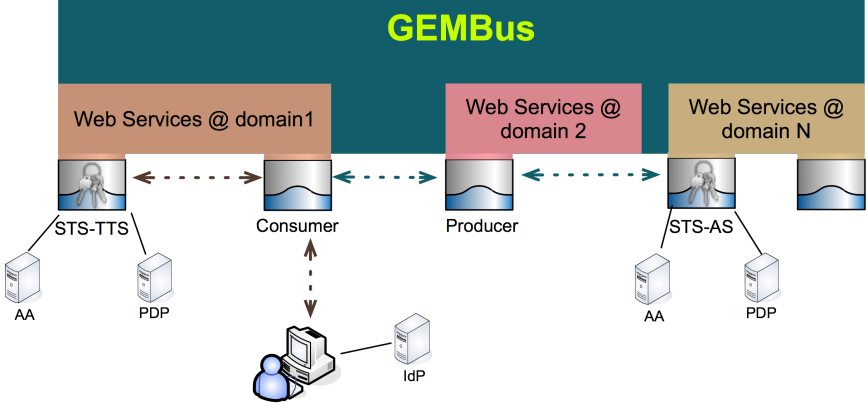 GEMBus
Web Services @ domain1
Web Services @
domain 2
Web Services @
domain N
STS-TTS
Consumer
Producer
STS-AS
AA
PDP
AA
PDP
IdP